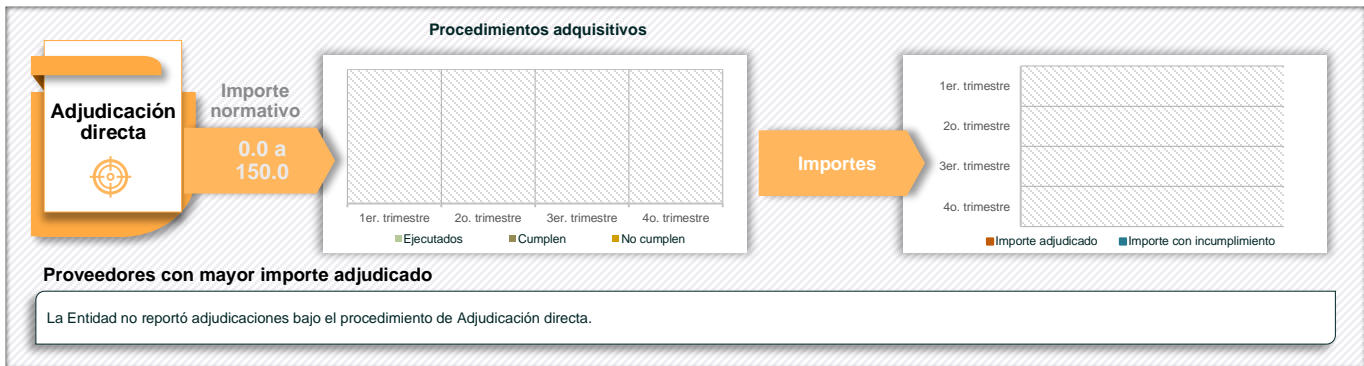 Procedimientos adquisitivos
Adjudicación
directa
Importe
normativo
0.0 a
150.0
1er. trimestre 2o. trimestre 3er. trimestre 4o. trimestre
Ejecutados Cumplen No cumplen
Importes
1er. trimestre
2o. trimestre
3er. trimestre
4o. trimestre
Importe adjudicado Importe con incumplimiento
Proveedores con mayor importe adjudicado
La Entidad no reportó adjudicaciones bajo el procedimiento de Adjudicación directa.